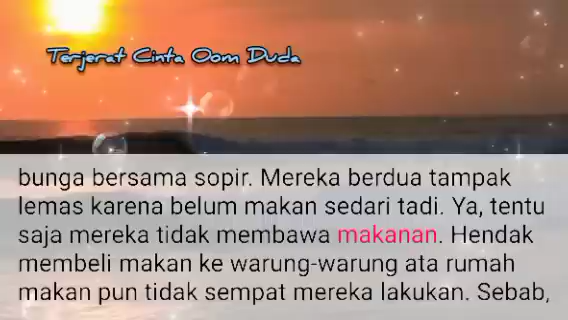 Terjerat Cinta Oom Duda
bunga bersama sopir. Mereka berdua tampak
lemas karena belum makan sedari tadi. Ya, tentu
saja mereka tidak membawa makanan. Hendak
membeli makan ke warung-warung ata rumah
makan pun tidak sempat mereka lakukan. Sebab,